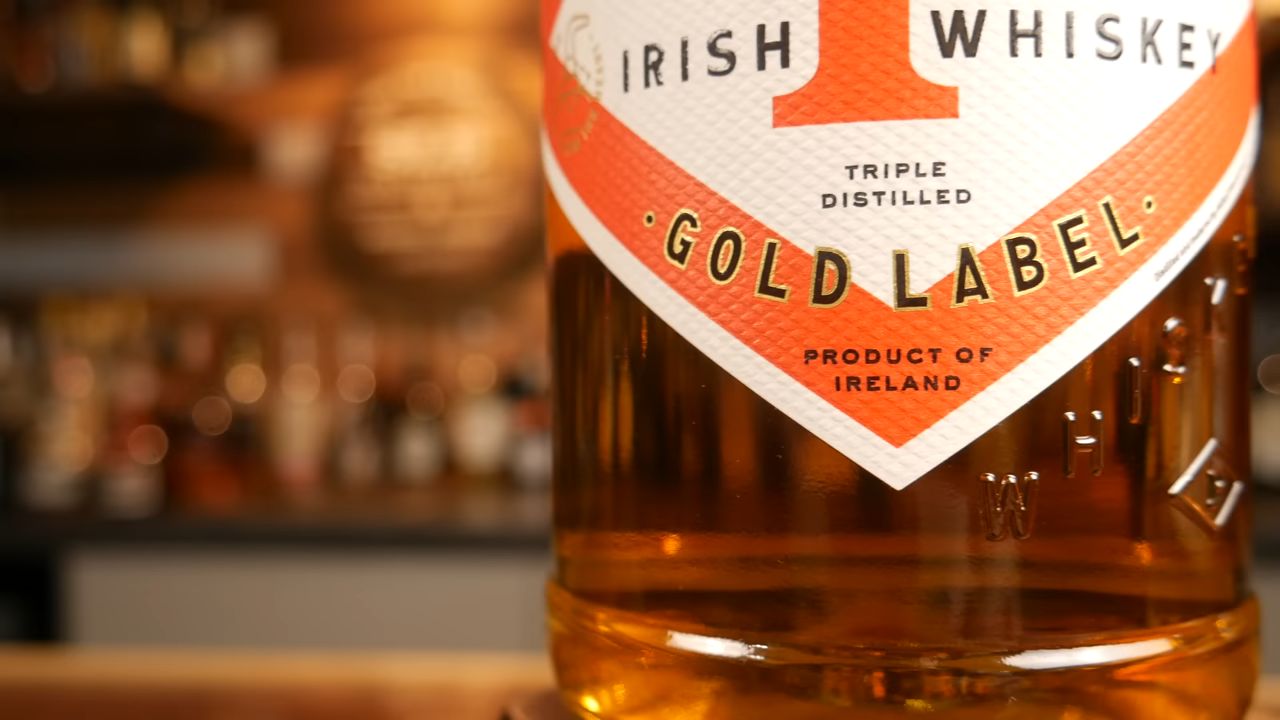 IRISH WHISKEY
TRIPLE
DISTILLED
· GOLD LABEL ·
PRODUCT OF
IRELAND
W H I S